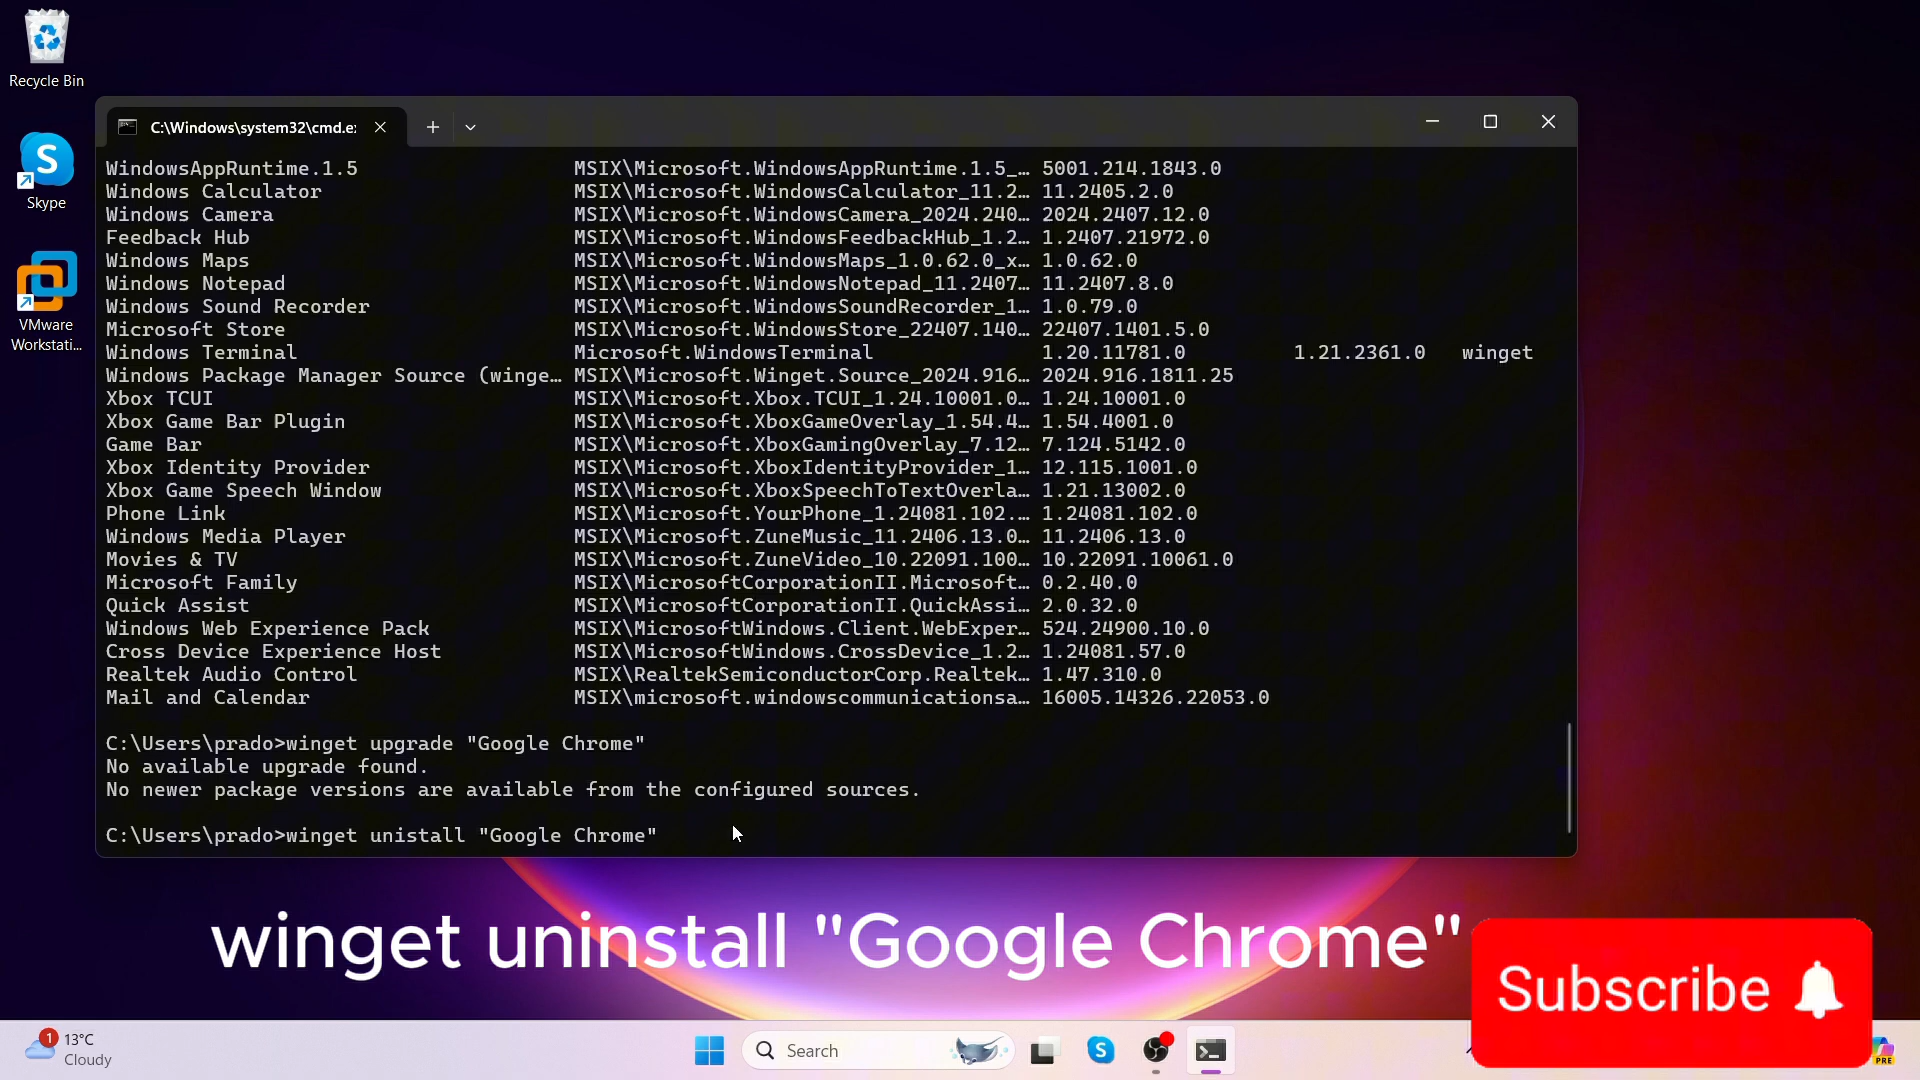 Recycle Bin
Skype
VMware
Workstati...
C:\Windows\system32\cmd.e:
WindowsAppRuntime.1.5 MSIX\Microsoft.WindowsAppRuntime.1.5_… 5001.214.1843.0
Windows Calculator MSIX\Microsoft.WindowsCalculator_11.2… 11.2405.2.0
Windows Camera MSIX\Microsoft.WindowsCamera_2024.240… 2024.2407.12.0
Feedback Hub MSIX\Microsoft.WindowsFeedbackHub_1.2… 1.2407.21972.0
Windows Maps MSIX\Microsoft.WindowsMaps_1.0.62.0_x… 1.0.62.0
Windows Notepad MSIX\Microsoft.WindowsNotepad_11.2407… 11.2407.8.0
Windows Sound Recorder MSIX\Microsoft.WindowsSoundRecorder_1… 1.0.79.0
Microsoft Store MSIX\Microsoft.WindowsStore_22407.140… 22407.1401.5.0
Windows Terminal Microsoft.WindowsTerminal 1.20.11781.0 1.21.2361.0 winget
Windows Package Manager Source (winge… MSIX\Microsoft.Winget.Source_2024.916… 2024.916.1811.25
Xbox TCUI MSIX\Microsoft.Xbox.TCUI_1.24.10001.0… 1.24.10001.0
Xbox Game Bar Plugin MSIX\Microsoft.XboxGameOverlay_1.54.4… 1.54.4001.0
Game Bar MSIX\Microsoft.XboxGamingOverlay_7.12… 7.124.5142.0
Xbox Identity Provider MSIX\Microsoft.XboxIdentityProvider_1… 12.115.1001.0
Xbox Game Speech Window MSIX\Microsoft.XboxSpeechToTextOverla… 1.21.13002.0
Phone Link MSIX\Microsoft.YourPhone_1.24081.102.… 1.24081.102.0
Windows Media Player MSIX\Microsoft.ZuneMusic_11.2406.13.0… 11.2406.13.0
Movies & TV MSIX\Microsoft.ZuneVideo_10.22091.100… 10.22091.10061.0
Microsoft Family MSIX\MicrosoftCorporationII.Microsoft… 0.2.40.0
Quick Assist MSIX\MicrosoftCorporationII.QuickAssi… 2.0.32.0
Windows Web Experience Pack MSIX\MicrosoftWindows.Client.WebExper… 524.24900.10.0
Cross Device Experience Host MSIX\MicrosoftWindows.CrossDevice_1.2… 1.24081.57.0
Realtek Audio Control MSIX\RealtekSemiconductorCorp.Realtek… 1.47.310.0
Mail and Calendar MSIX\microsoft.windowscommunicationsa… 16005.14326.22053.0
C:\Users\prado>winget upgrade "Google Chrome"
No available upgrade found.
No newer package versions are available from the configured sources.
C:\Users\prado>winget unistall "Google Chrome"
winget uninstall "Google Chrome"
Subscribe
1
13°C
Cloudy
Search
PRE